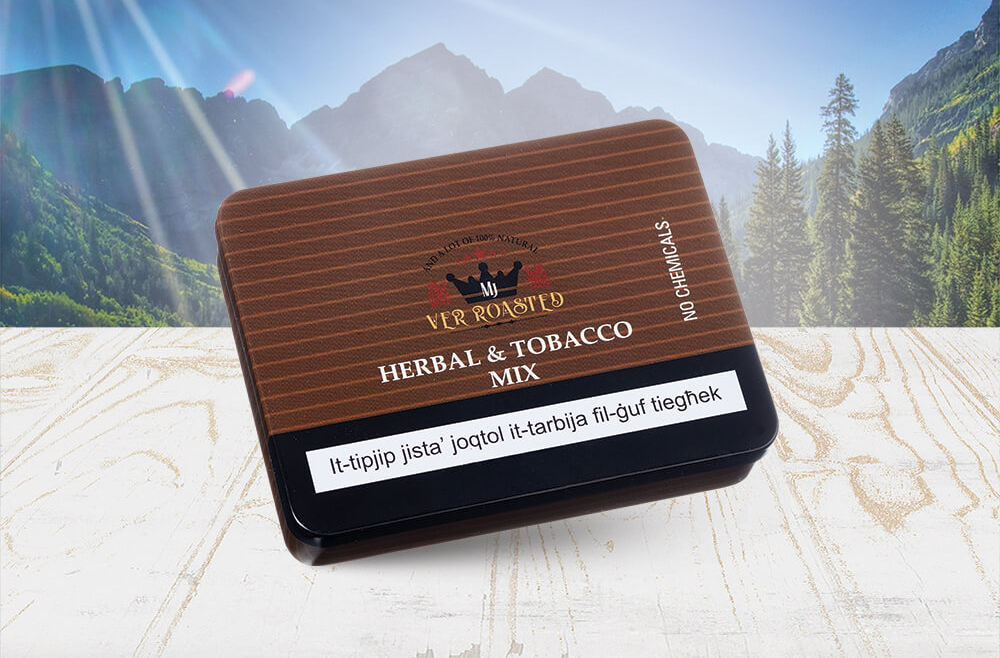 AND A LOT OF 100% NATURAL
MJ
VER ROASTED
HERBAL & TOBACCO
MIX
NO CHEMICALS.
It-tipjip jista’ joqtol it-tarbija fil-ġuf tiegħek